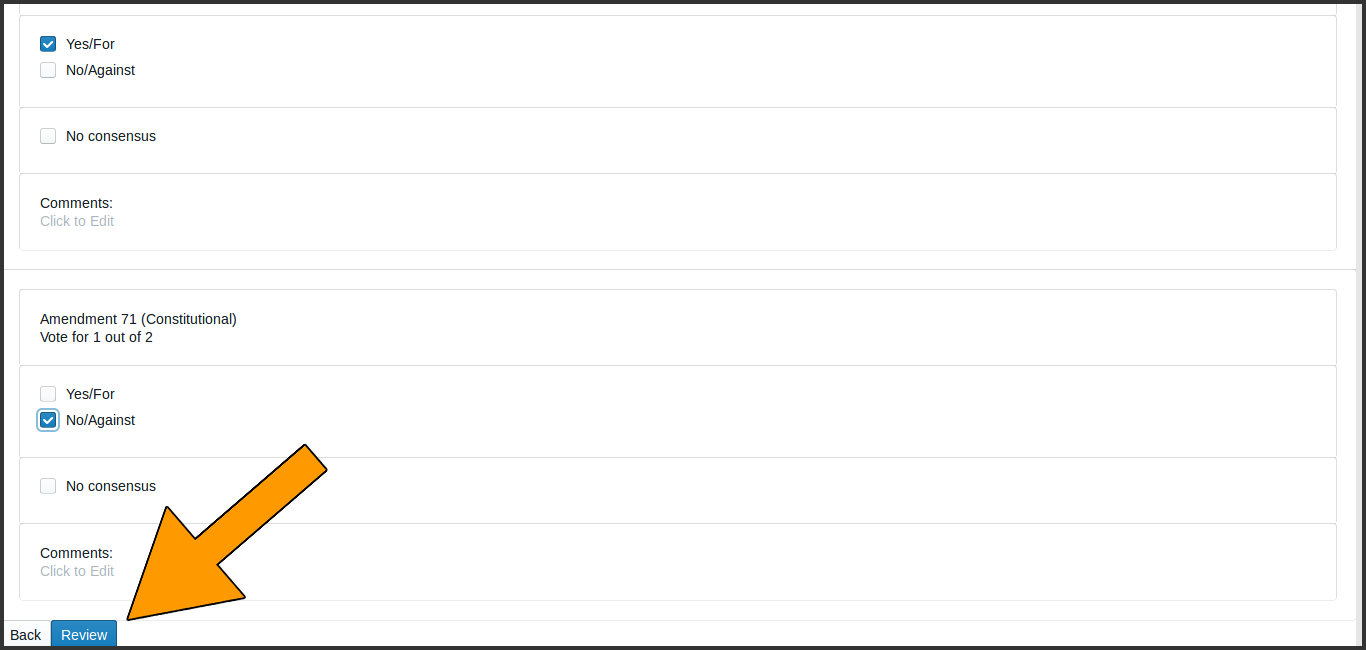 Yes/For
No/Against
No consensus
Comments:
Click to Edit
Amendment 71 (Constitutional)
Vote for 1 out of 2
Yes/For
No/Against
No consensus
Comments:
Click to Edit
Back Review